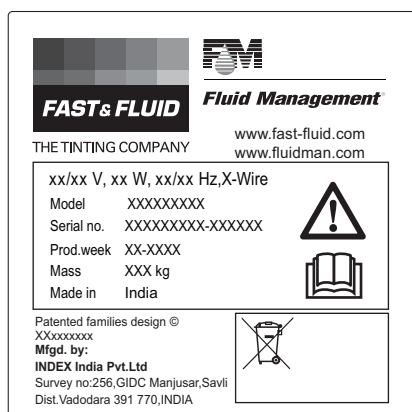 FM
FAST & FLUID
THE TINTING COMPANY
Fluid Management®
www.fast-fluid.com
www.fluidman.com
xx/xx V, xx W, xx/xx Hz,X-Wire
Model XXXXXXXXX
Serial no. XXXXXXXXX-XXXXXX
Prod.week XX-XXXX
Mass XXX kg
Made in India
Patented families design ©
XXxxxxxxx
Mfgd. by:
INDEX India Pvt.Ltd
Survey no:256,GIDC Manjusar,Savli
Dist.Vadodara 391 770,INDIA